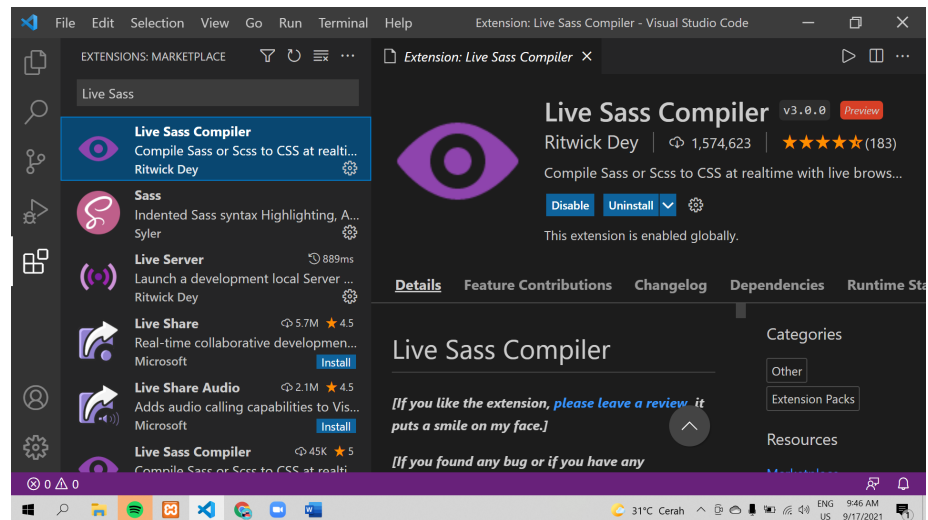 File Edit Selection View Go Run Terminal Help Extension: Live Sass Compiler - Visual Studio Code
EXTENSIONS: MARKETPLACE
Extension: Live Sass Compiler
Live Sass
Live Sass Compiler
Compile Sass or Scss to CSS at realti...
Ritwick Dey
Sass
Indented Sass syntax Highlighting, A...
Syler
Live Server 889ms
Launch a development local Server ...
Ritwick Dey
Live Share 5.7M 4.5
Real-time collaborative developmen...
Microsoft Install
Live Share Audio 2.1M 4.5
Adds audio calling capabilities to Vis...
Microsoft Install
Live Sass Compiler 45K 5
Compile Sass or Scss to CSS at realti...
Live Sass Compiler v3.0.0 Preview
Ritwick Dey 1,574,623 (183)
Compile Sass or Scss to CSS at realtime with live brows...
Disable Uninstall
This extension is enabled globally.
Details Feature Contributions Changelog Dependencies Runtime Sta
Live Sass Compiler
[If you like the extension, please leave a review, it
puts a smile on my face.]
[If you found any bug or if you have any
Categories
Other
Extension Packs
Resources
Marketplace
0 0
31°C Cerah ENG 9:46 AM
US 9/17/2021